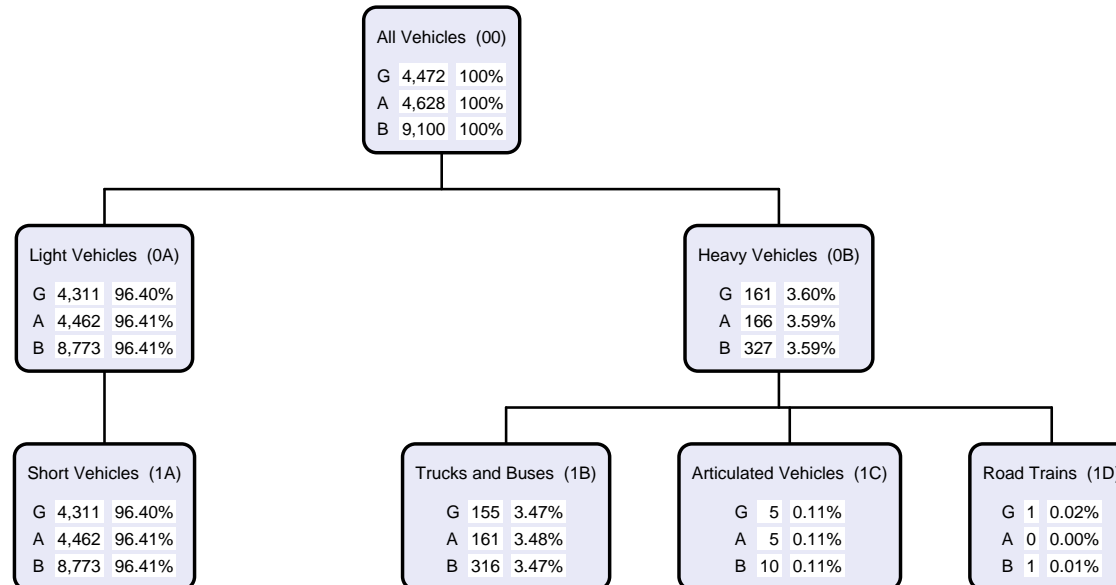 All Vehicles (00)
G 4,472 100%
A 4,628 100%
B 9,100 100%
Light Vehicles (0A)
G 4,311 96.40%
A 4,462 96.41%
B 8,773 96.41%
Heavy Vehicles (0B)
G 161 3.60%
A 166 3.59%
B 327 3.59%
Short Vehicles (1A)
G 4,311 96.40%
A 4,462 96.41%
B 8,773 96.41%
Trucks and Buses (1B)
G 155 3.47%
A 161 3.48%
B 316 3.47%
Articulated Vehicles (1C)
G 5 0.11%
A 5 0.11%
B 10 0.11%
Road Trains (1D)
G 1 0.02%
A 0 0.00%
B 1 0.01%